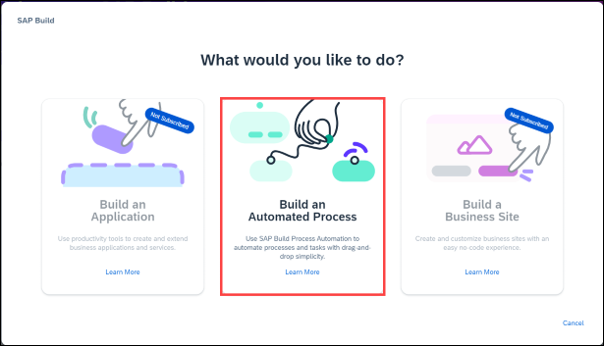 SAP Build
What would you like to do?
Not Subscribed
Build an
Application
Use productivity tools to create and extend
business applications and services.
Learn More
Build an
Automated Process
Use SAP Build Process Automation to
automate processes and tasks with drag-and-
drop simplicity.
Learn More
Not Subscribed
Build a
Business Site
Create and customize business sites with an
easy no-code experience.
Learn More
Cancel